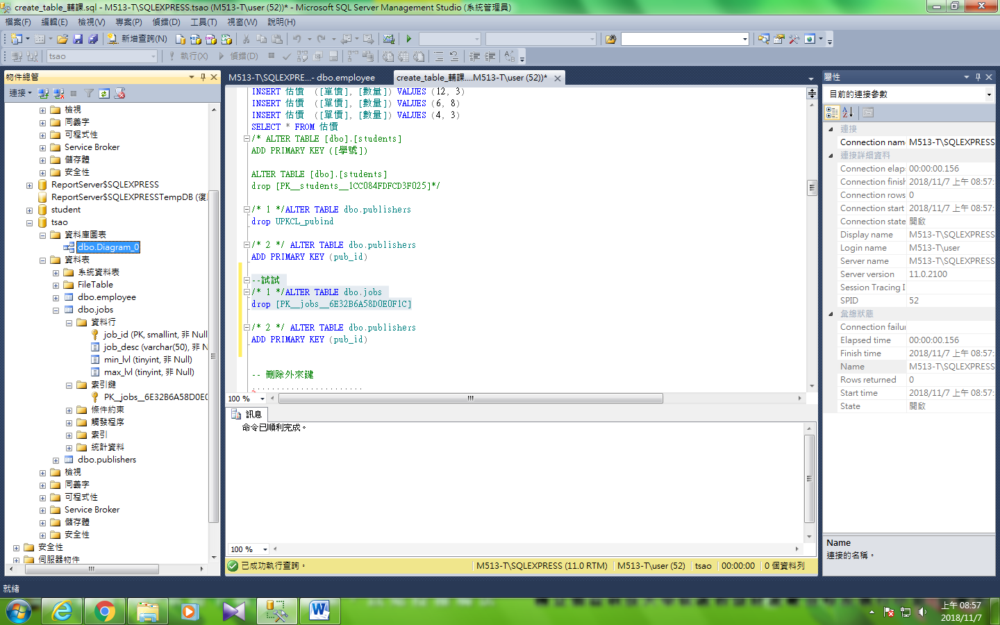 create_table_輔課.sql - M513-T\SQLEXPRESS.tsao (M513-T\user (52))* - Microsoft SQL Server Management Studio (系統管理員)
檔案(F) 編輯(E) 檢視(V) 專案(P) 偵錯(D) 工具(T) 視窗(W) 說明(H)
新增查詢(N)
tsao
執行(X) 偵錯(D)
物件總管
連接
檢視
同義字
可程式性
Service Broker
儲存體
安全性
ReportServer$SQLEXPRESS
ReportServer$SQLEXPRESSTempDB (復
student
tsao
資料庫圖表
dbo.Diagram_0
資料表
系統資料表
FileTable
dbo.employee
dbo.jobs
資料行
job_id (PK, smallint, 非 Null
job_desc (varchar(50), 非 N
min_lvl (tinyint, 非 Null)
max_lvl (tinyint, 非 Null)
索引鍵
PK__jobs__6E32B6A58D0E0
條件約束
觸發程序
索引
統計資料
dbo.publishers
檢視
同義字
可程式性
Service Broker
儲存體
安全性
安全性
伺服器物件
M513-T\SQLEXPRE...- dbo.employee
create_table_輔課....M513-T\user (52))*
INSERT 估價 ([單價], [數量]) VALUES (12, 3)
INSERT 估價 ([單價], [數量]) VALUES (6, 8)
INSERT 估價 ([單價], [數量]) VALUES (4, 3)
SELECT * FROM 估價
/* ALTER TABLE [dbo].[students]
ADD PRIMARY KEY ([學號])
ALTER TABLE [dbo].[students]
drop [PK__students__1CC084FDFCD3F025]*/
/* 1 */ALTER TABLE dbo.publishers
drop UPKCL_pubind
/* 2 */ ALTER TABLE dbo.publishers
ADD PRIMARY KEY (pub_id)
--試試
/* 1 */ALTER TABLE dbo.jobs
drop [PK__jobs__6E32B6A58D0E0F1C]
/* 2 */ ALTER TABLE dbo.publishers
ADD PRIMARY KEY (pub_id)
-- 刪除外來鍵
100 %
訊息
命令已順利完成。
100 %
已成功執行查詢。
M513-T\SQLEXPRESS (11.0 RTM) M513-T\user (52) tsao 00:00:00 0 個資料列
屬性
目前的連接參數
連接
Connection nam M513-T\SQLEXPRESS
連接詳細資料
Connection elap 00:00:00.156
Connection finish 2018/11/7 上午 08:57:
Connection rows 0
Connection start 2018/11/7 上午 08:57:
Connection state 開啟
Display name M513-T\SQLEXPRESS
Login name M513-T\user
Server name M513-T\SQLEXPRESS
Server version 11.0.2100
Session Tracing I
SPID 52
彙總狀態
Connection failur
Elapsed time 00:00:00.156
Finish time 2018/11/7 上午 08:57:
Name M513-T\SQLEXPRESS
Rows returned 0
Start time 2018/11/7 上午 08:57:
State 開啟
Name
連接的名稱。
就緒
上午 08:57
2018/11/7